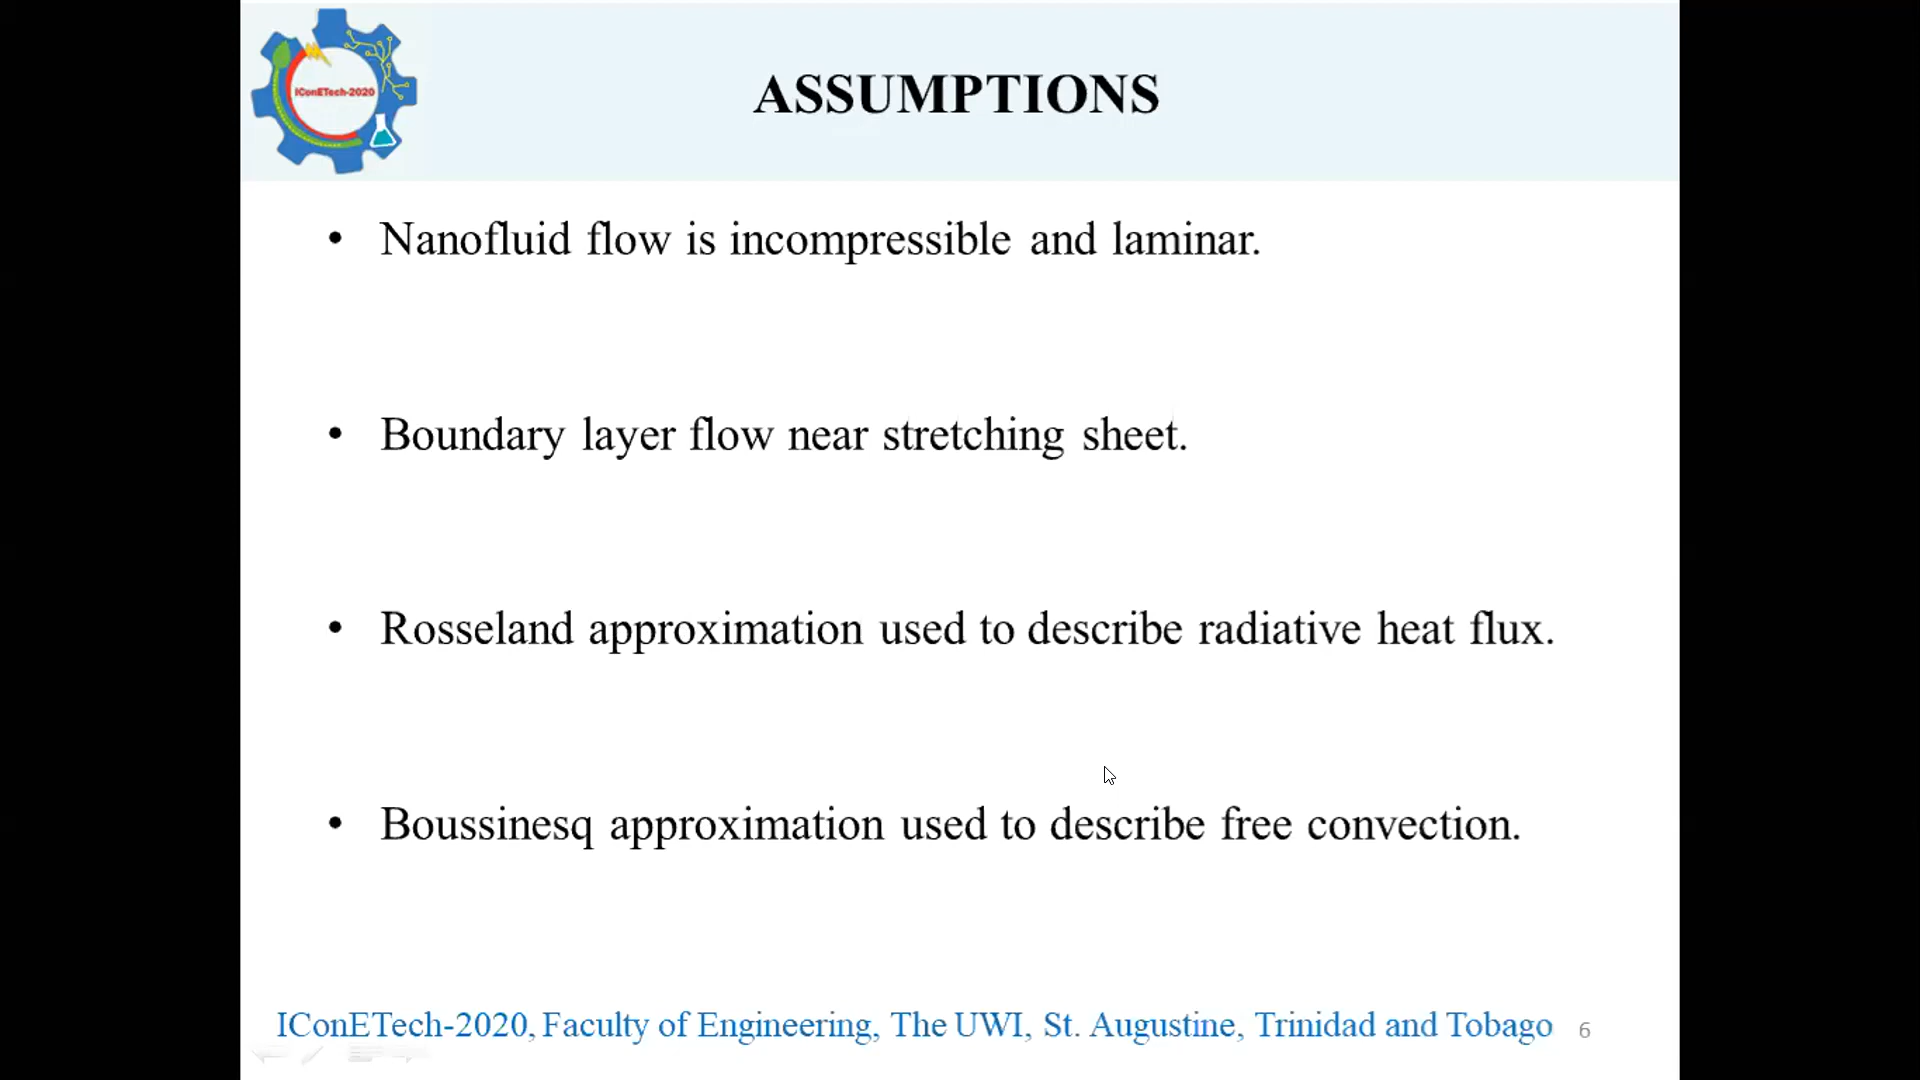 IConETech-2020
ASSUMPTIONS
• Nanofluid flow is incompressible and laminar.
• Boundary layer flow near stretching sheet.
• Rosseland approximation used to describe radiative heat flux.
• Boussinesq approximation used to describe free convection.
IConETech-2020, Faculty of Engineering, The UWI, St. Augustine, Trinidad and Tobago 6